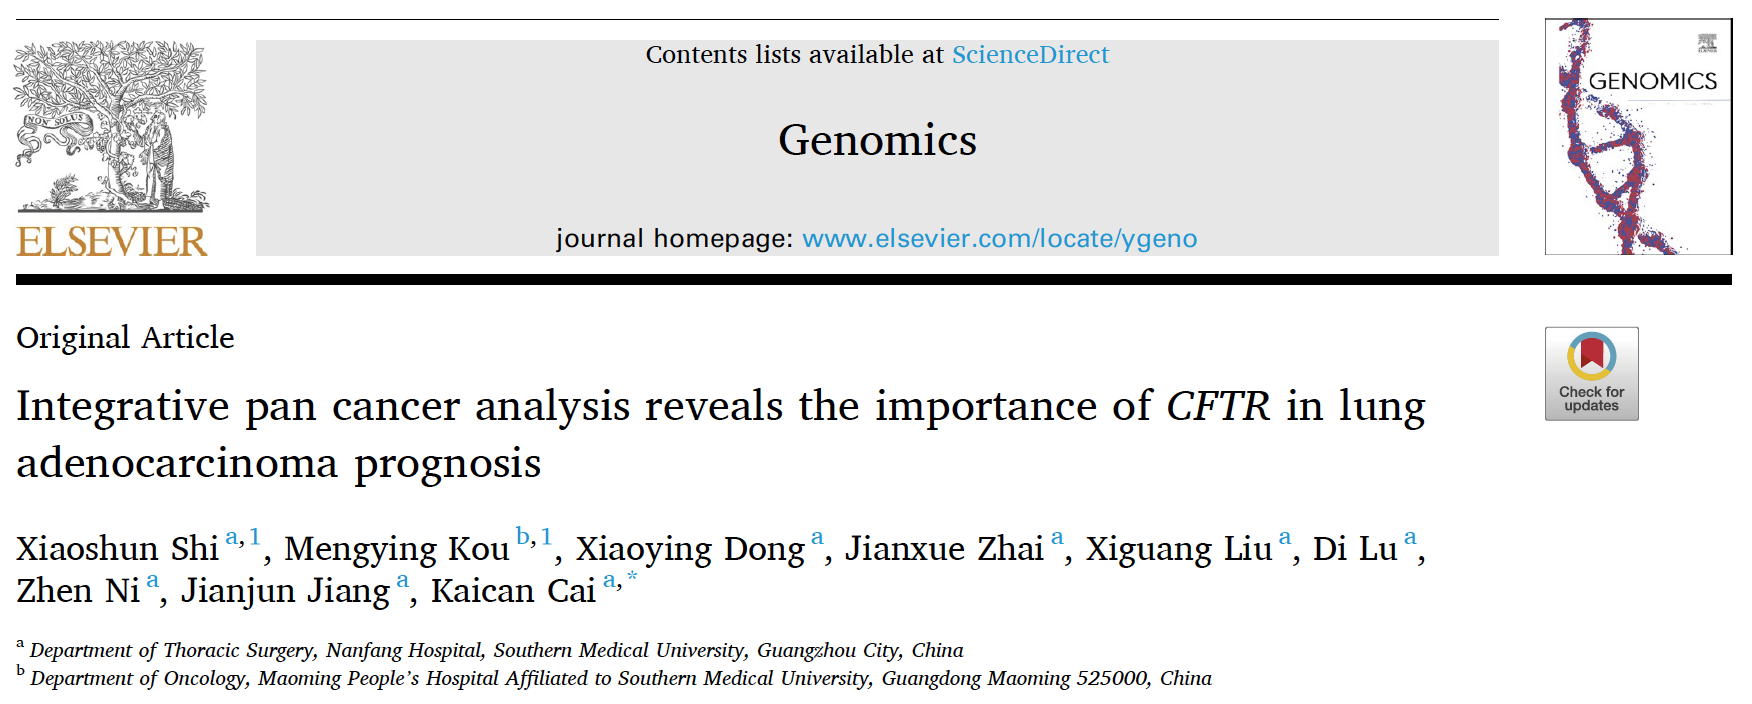 Contents lists available at ScienceDirect
Genomics
journal homepage: www.elsevier.com/locate/ygeno
NON SOLUS
ELSEVIER
GENOMICS
Original Article
Check for
updates
Integrative pan cancer analysis reveals the importance of CFTR in lung
adenocarcinoma prognosis
Xiaoshun Shi a,1, Mengying Kou b,1, Xiaoying Dong a, Jianxue Zhai a, Xiguang Liu a, Di Lu a,
Zhen Ni a, Jianjun Jiang a, Kaican Cai a,*
a Department of Thoracic Surgery, Nanfang Hospital, Southern Medical University, Guangzhou City, China
b Department of Oncology, Maoming People's Hospital Affiliated to Southern Medical University, Guangdong Maoming 525000, China